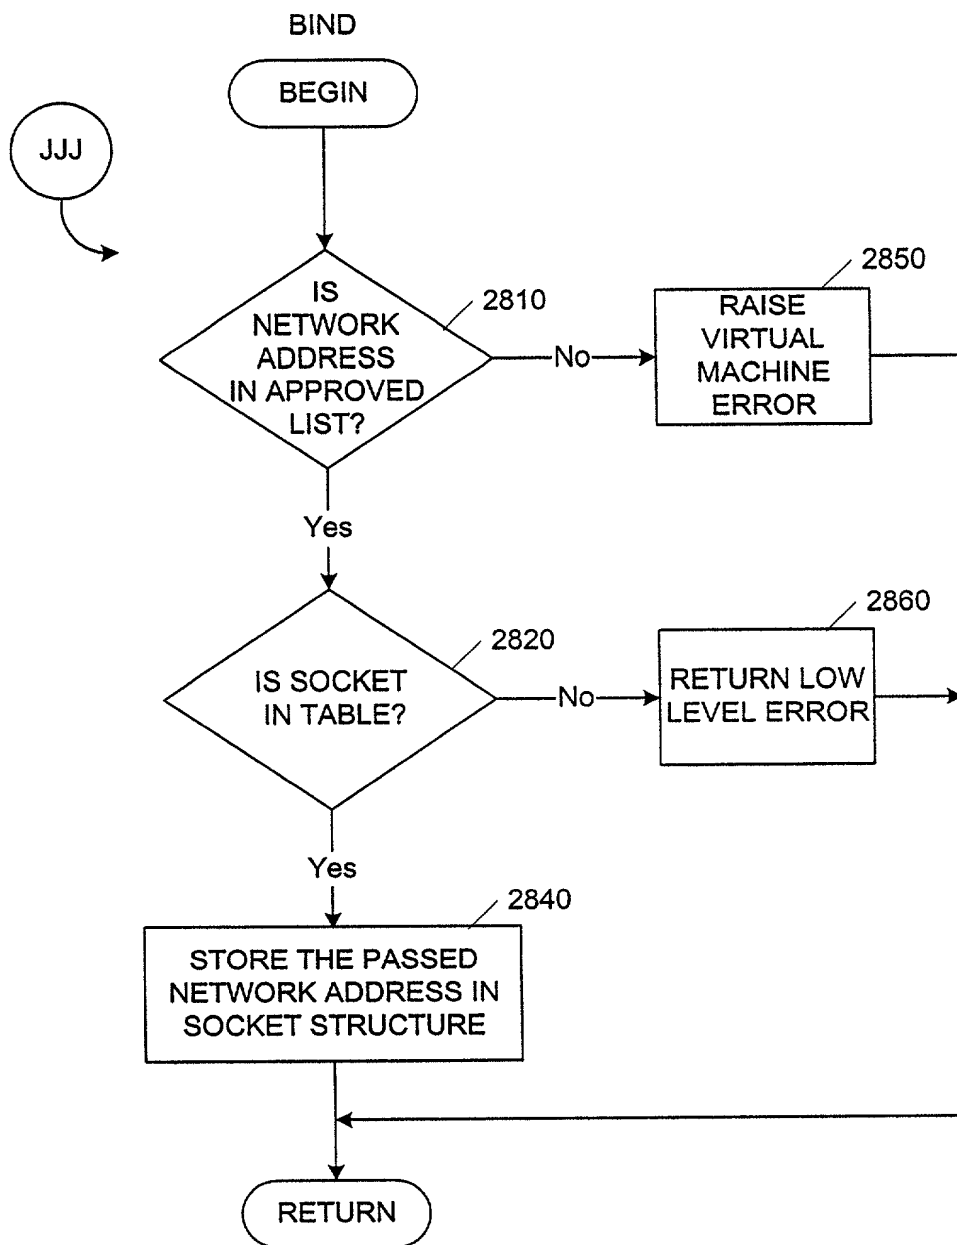 BIND
BEGIN
JJJ
IS
NETWORK
ADDRESS
IN APPROVED
LIST?
2810
No
2850
RAISE
VIRTUAL
MACHINE
ERROR
Yes
IS SOCKET
IN TABLE?
2820
No
2860
RETURN LOW
LEVEL ERROR
Yes
2840
STORE THE PASSED
NETWORK ADDRESS IN
SOCKET STRUCTURE
RETURN